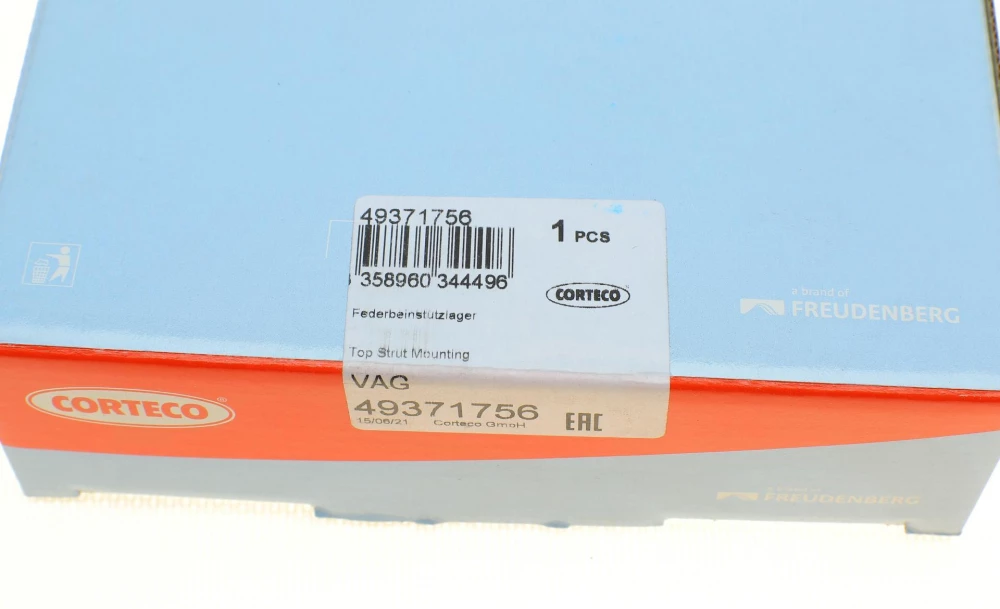 49371756
1 PCS
358960 344496
CORTECO
Federbeinstützlager
Top Strut Mounting
VAG
49371756
15/06/21 Corteco GmbH
EAC
a brand of
FREUDENBERG
CORTECO
FREUDENBERG